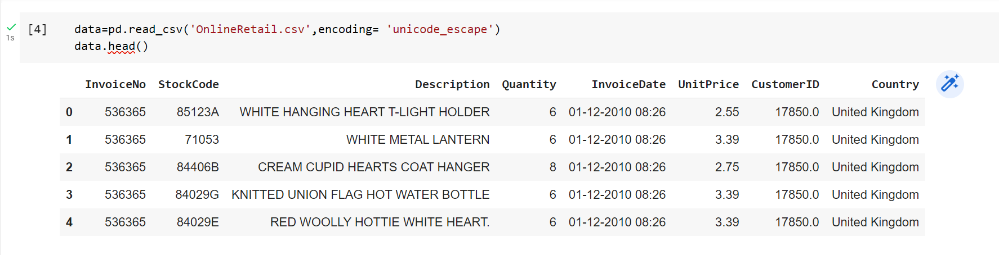 [4] data=pd.read_csv('OnlineRetail.csv',encoding= 'unicode_escape')
1s
data.head()
InvoiceNo StockCode Description Quantity InvoiceDate UnitPrice CustomerID Country
0 536365 85123A WHITE HANGING HEART T-LIGHT HOLDER 6 01-12-2010 08:26 2.55 17850.0 United Kingdom
1 536365 71053 WHITE METAL LANTERN 6 01-12-2010 08:26 3.39 17850.0 United Kingdom
2 536365 84406B CREAM CUPID HEARTS COAT HANGER 8 01-12-2010 08:26 2.75 17850.0 United Kingdom
3 536365 84029G KNITTED UNION FLAG HOT WATER BOTTLE 6 01-12-2010 08:26 3.39 17850.0 United Kingdom
4 536365 84029E RED WOOLLY HOTTIE WHITE HEART. 6 01-12-2010 08:26 3.39 17850.0 United Kingdom